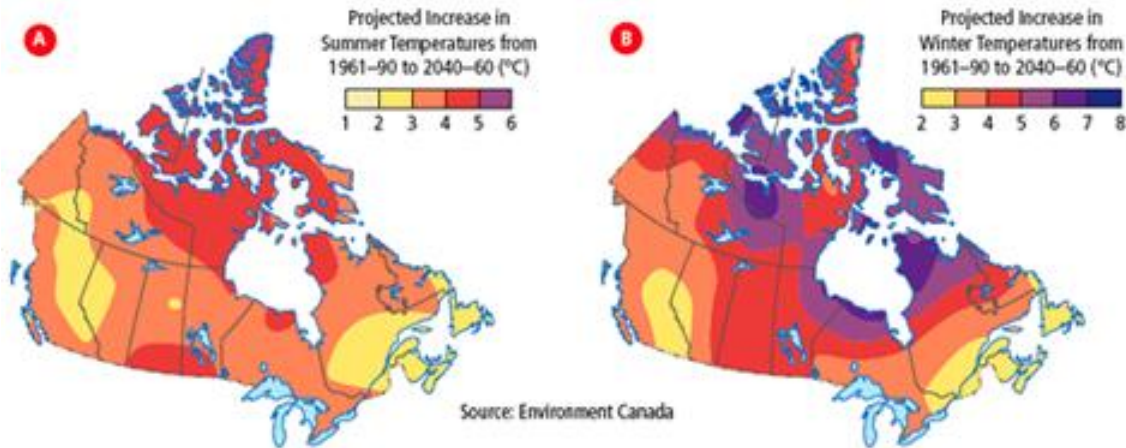 A
Projected Increase in
Summer Temperatures from
1961–90 to 2040–60 (°C)
1 2 3 4 5 6
B
Projected Increase in
Winter Temperatures from
1961–90 to 2040–60 (°C)
2 3 4 5 6 7 8
Source: Environment Canada